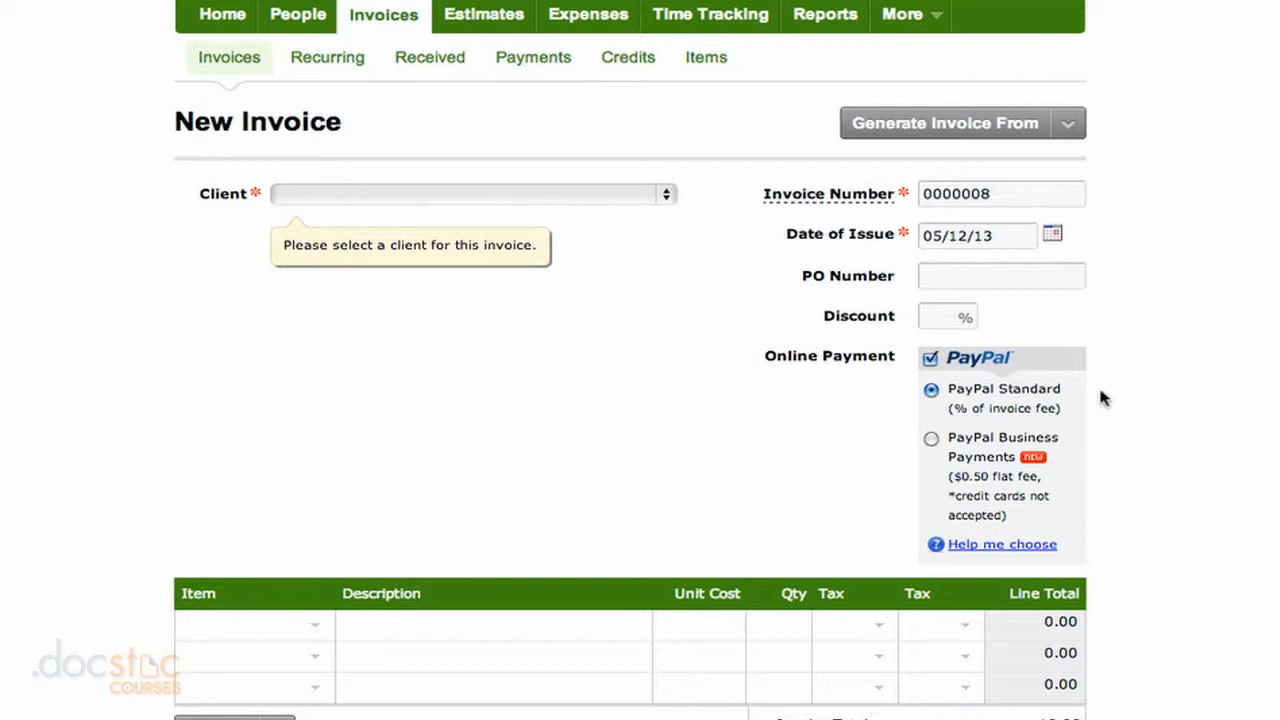 Home People Invoices Estimates Expenses Time Tracking Reports More
Invoices Recurring Received Payments Credits Items
New Invoice
Generate Invoice From
Client *
Please select a client for this invoice.
Invoice Number * 0000008
Date of Issue * 05/12/13
PO Number
Discount %
Online Payment PayPal™
PayPal Standard
(% of invoice fee)
PayPal Business
Payments new
($0.50 flat fee,
*credit cards not
accepted)
? Help me choose
Item Description Unit Cost Qty Tax Tax Line Total
0.00
0.00
0.00
.docstoc
COURSES